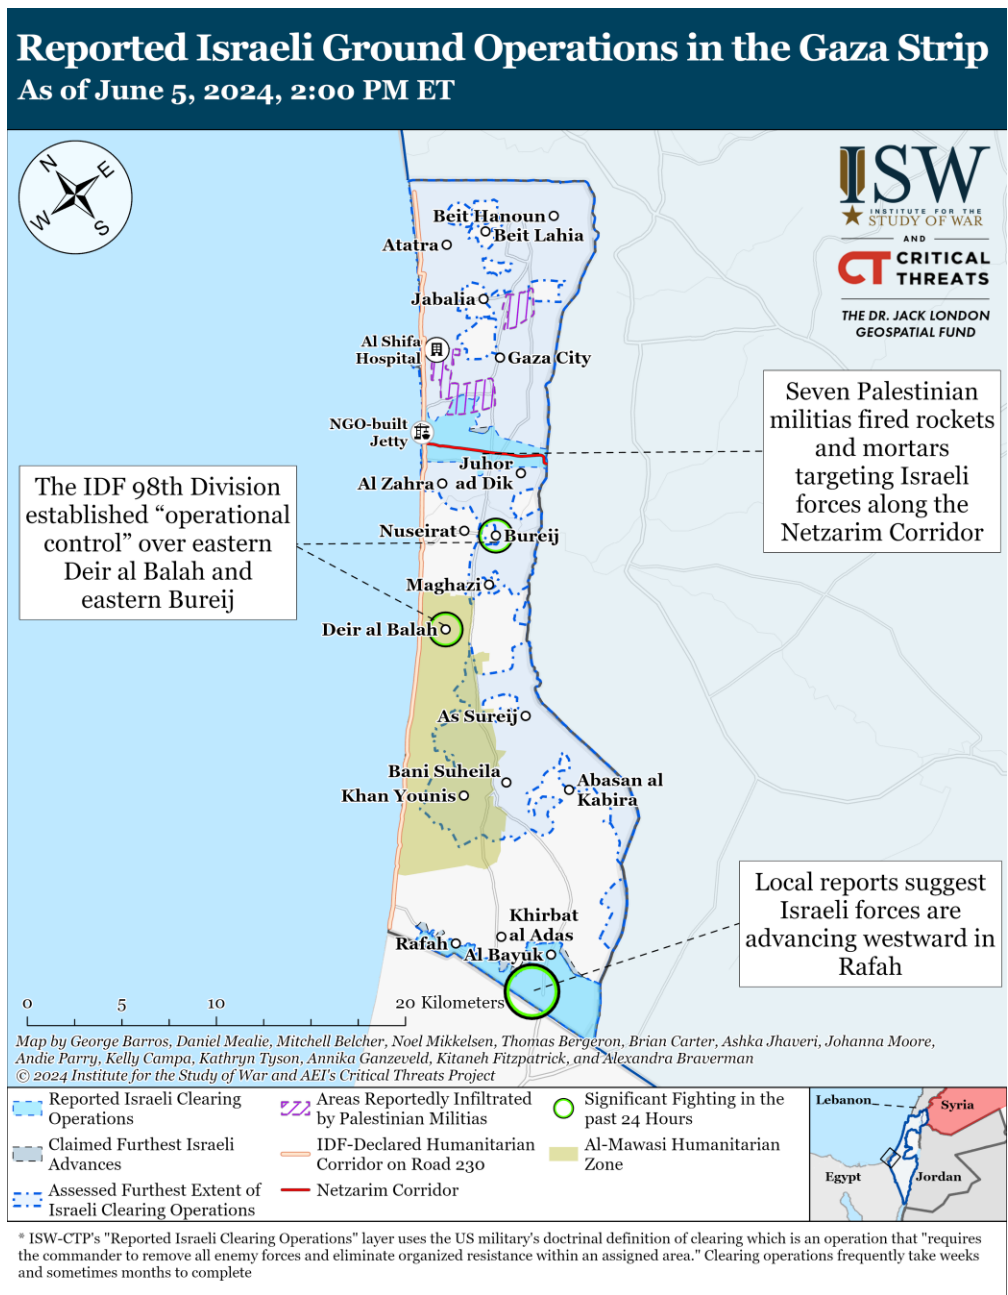 Reported Israeli Ground Operations in the Gaza Strip
As of June 5, 2024, 2:00 PM ET
N
E
W
S
ISW
INSTITUTE FOR THE
STUDY OF WAR
AND
CT CRITICAL
THREATS
THE DR. JACK LONDON
GEOSPATIAL FUND
Beit Hanoun
Beit Lahia
Atatra
Jabalia
Al Shifa
Hospital
Gaza City
Seven Palestinian
militias fired rockets
and mortars
targeting Israeli
forces along the
Netzarim Corridor
NGO-built
Jetty
Juhor
ad Dik
Al Zahra
The IDF 98th Division
established “operational
control” over eastern
Deir al Balah and
eastern Bureij
Nuseirat
Bureij
Maghazi
Deir al Balah
As Sureij
Bani Suheila
Khan Younis
Abasan al
Kabira
Local reports suggest
Israeli forces are
advancing westward in
Rafah
Khirbat
al Adas
Rafah
Al Bayuk
0
5
10
20 Kilometers
Map by George Barros, Daniel Mealie, Mitchell Belcher, Noel Mikkelsen, Thomas Bergeron, Brian Carter, Ashka Jhaveri, Johanna Moore,
Andie Parry, Kelly Campa, Kathryn Tyson, Annika Ganzeveld, Kitaneh Fitzpatrick, and Alexandra Braverman
© 2024 Institute for the Study of War and AEI's Critical Threats Project
Reported Israeli Clearing
Operations
Claimed Furthest Israeli
Advances
Assessed Furthest Extent of
Israeli Clearing Operations
Areas Reportedly Infiltrated
by Palestinian Militias
IDF-Declared Humanitarian
Corridor on Road 230
Netzarim Corridor
Significant Fighting in the
past 24 Hours
Al-Mawasi Humanitarian
Zone
Lebanon
Syria
Egypt
Jordan
* ISW-CTP's "Reported Israeli Clearing Operations" layer uses the US military's doctrinal definition of clearing which is an operation that "requires
the commander to remove all enemy forces and eliminate organized resistance within an assigned area." Clearing operations frequently take weeks
and sometimes months to complete